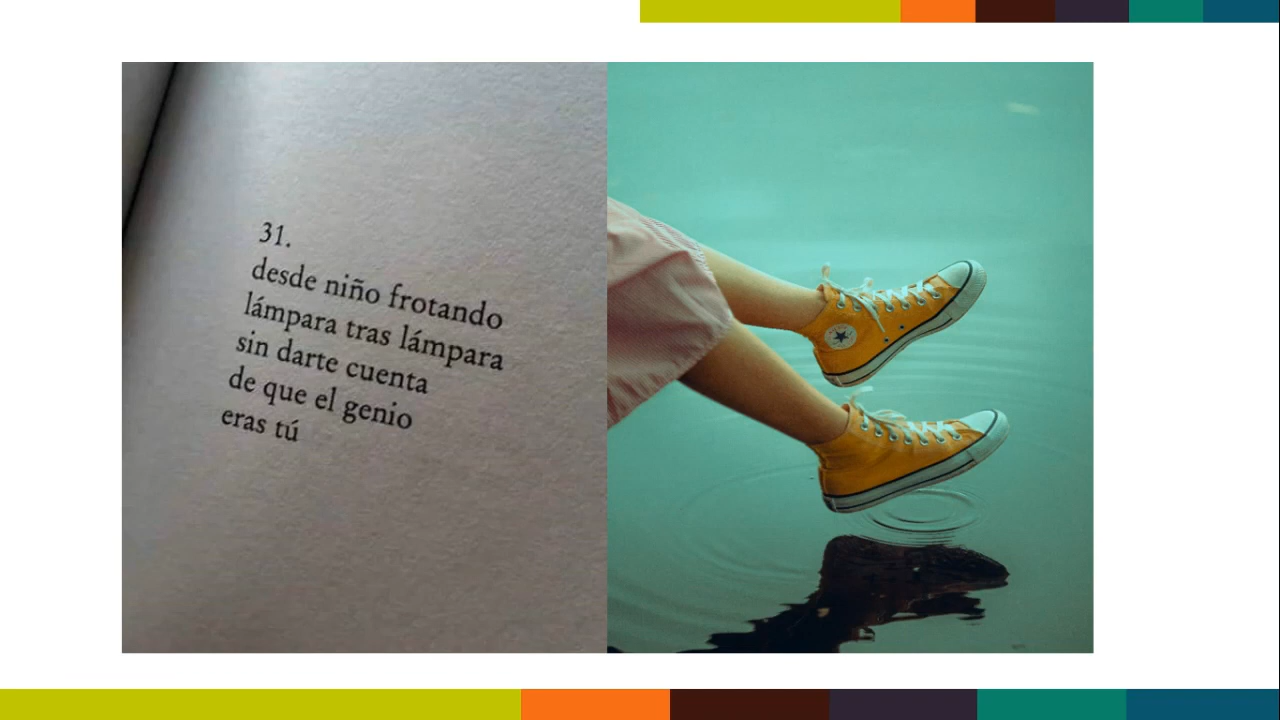 31.
desde niño frotando
lámpara tras lámpara
sin darte cuenta
de que el genio
eras tú